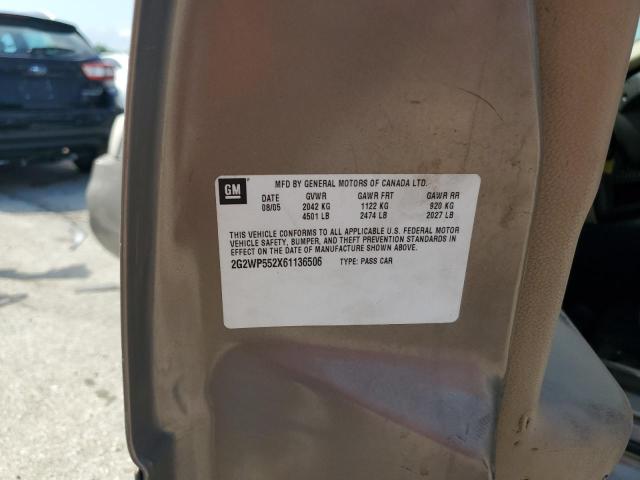 GM
MFD BY GENERAL MOTORS OF CANADA LTD.
DATE GVWR GAWR FRT GAWR RR
08/05 2042 KG 1122 KG 920 KG
4501 LB 2474 LB 2027 LB
THIS VEHICLE CONFORMS TO ALL APPLICABLE U.S. FEDERAL MOTOR
VEHICLE SAFETY, BUMPER, AND THEFT PREVENTION STANDARDS IN
EFFECT ON THE DATE OF MANUFACTURE SHOWN ABOVE.
2G2WP552X61136506 TYPE: PASS CAR